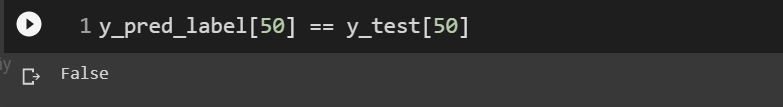 1 y_pred_label[50] == y_test[50]
False